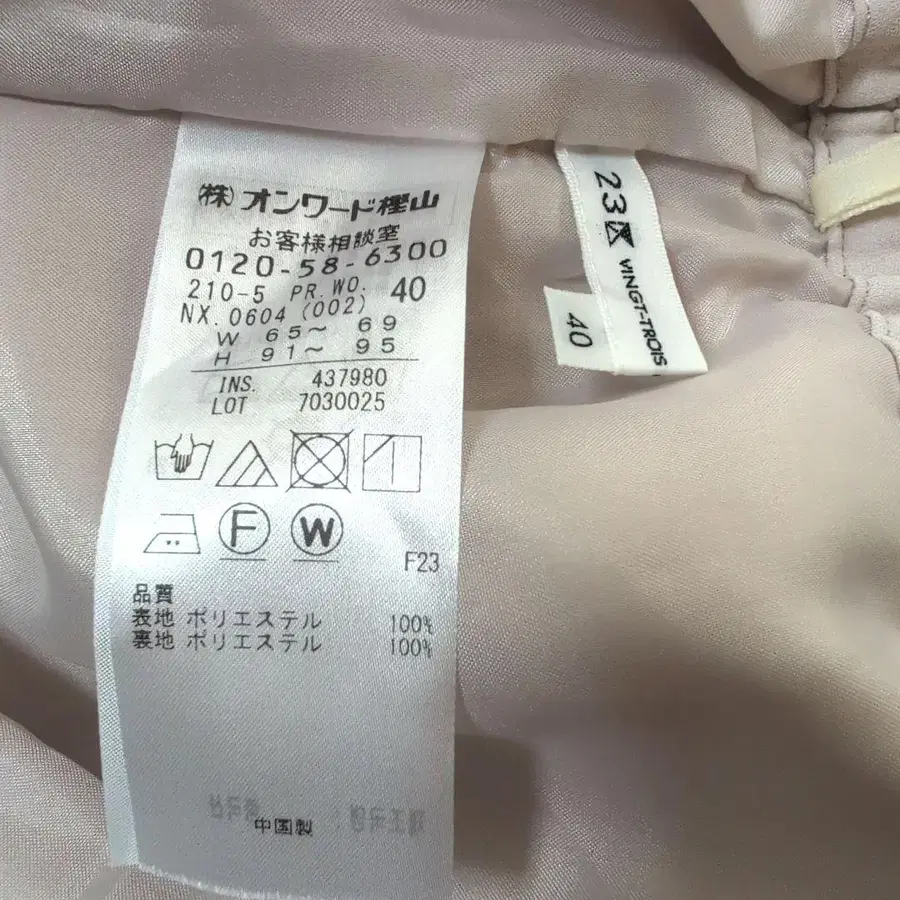 (株)オンワード樫山
お客様相談室
0120-58-6300
210-5 PR.WO. 40
NX.0604 (002)
W 65〜 69
H 91〜 95
INS. 437980
LOT 7030025
F
W
F23
品質
表地 ポリエステル 100%
裏地 ポリエステル 100%
中国製
23区
VINGT-TROIS
40